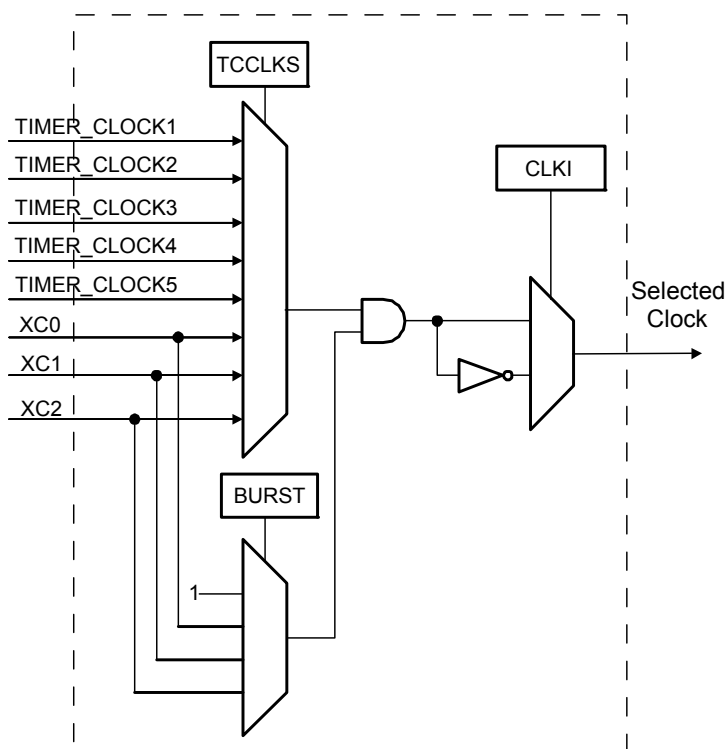 TCCLKS
TIMER_CLOCK1
TIMER_CLOCK2
TIMER_CLOCK3
TIMER_CLOCK4
TIMER_CLOCK5
XC0
XC1
XC2
CLKI
Selected
Clock
BURST
1